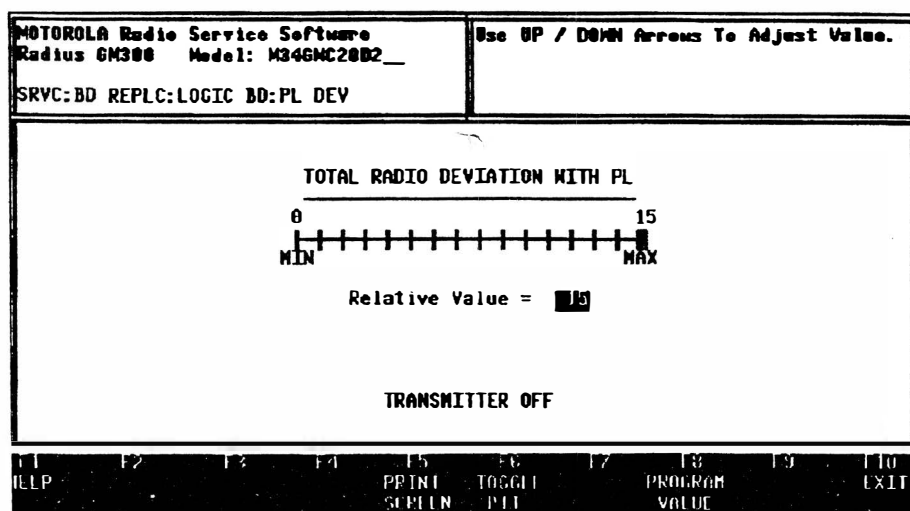 MOTOROLA Radio Service Software
Radius GM300 Model: M34GMC20D2__
SRVC:BD REPLC:LOGIC BD:PL DEV
Use UP / DOWN Arrows To Adjust Value.
TOTAL RADIO DEVIATION WITH PL
0 15
MIN MAX
Relative Value = 15
TRANSMITTER OFF
F1 F2 F3 F4 F5 F6 F7 F8 F9 F10
HELP PRINT TOGGLE PROGRAM EXIT
SCREEN PTT VALUE